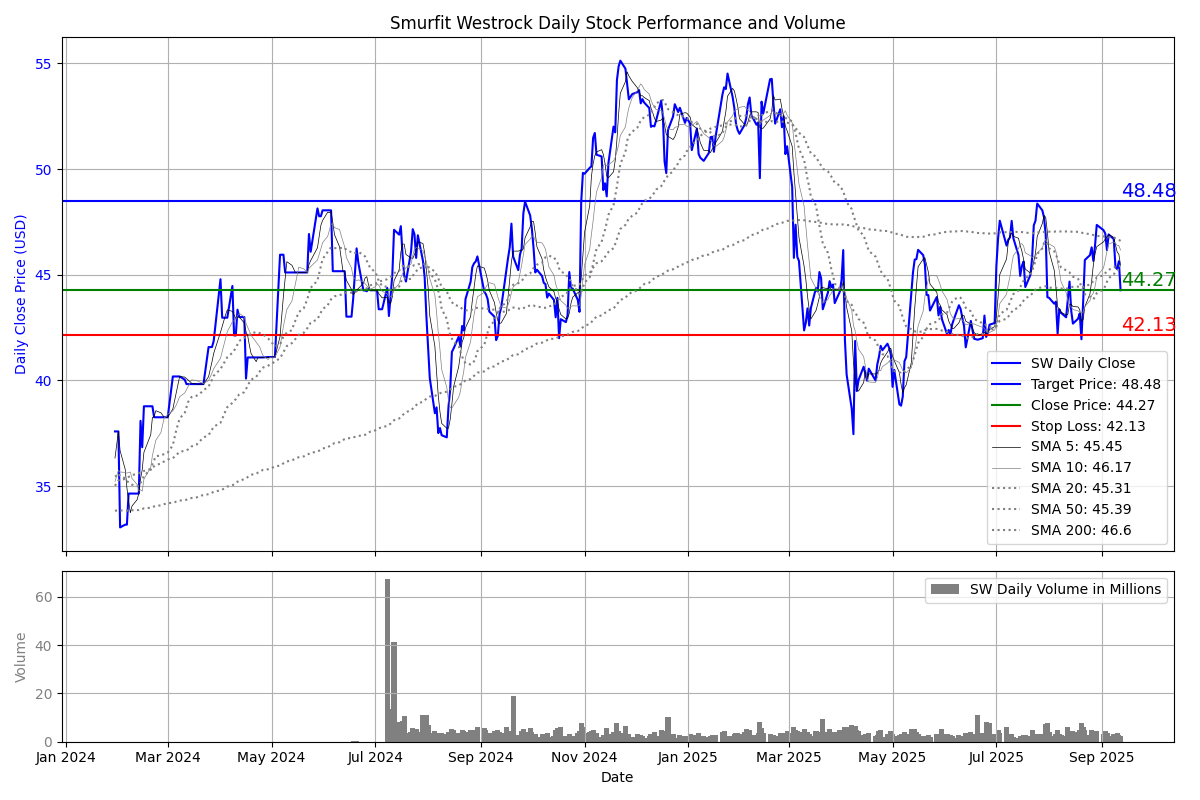 Smurfit Westrock Daily Stock Performance and Volume
Daily Close Price (USD)
55
50
45
40
35
48.48
44.27
42.13
SW Daily Close
Target Price: 48.48
Close Price: 44.27
Stop Loss: 42.13
SMA 5: 45.45
SMA 10: 46.17
SMA 20: 45.31
SMA 50: 45.39
SMA 200: 46.6
Volume
60
40
20
0
SW Daily Volume in Millions
Jan 2024 Mar 2024 May 2024 Jul 2024 Sep 2024 Nov 2024 Jan 2025 Mar 2025 May 2025 Jul 2025 Sep 2025
Date